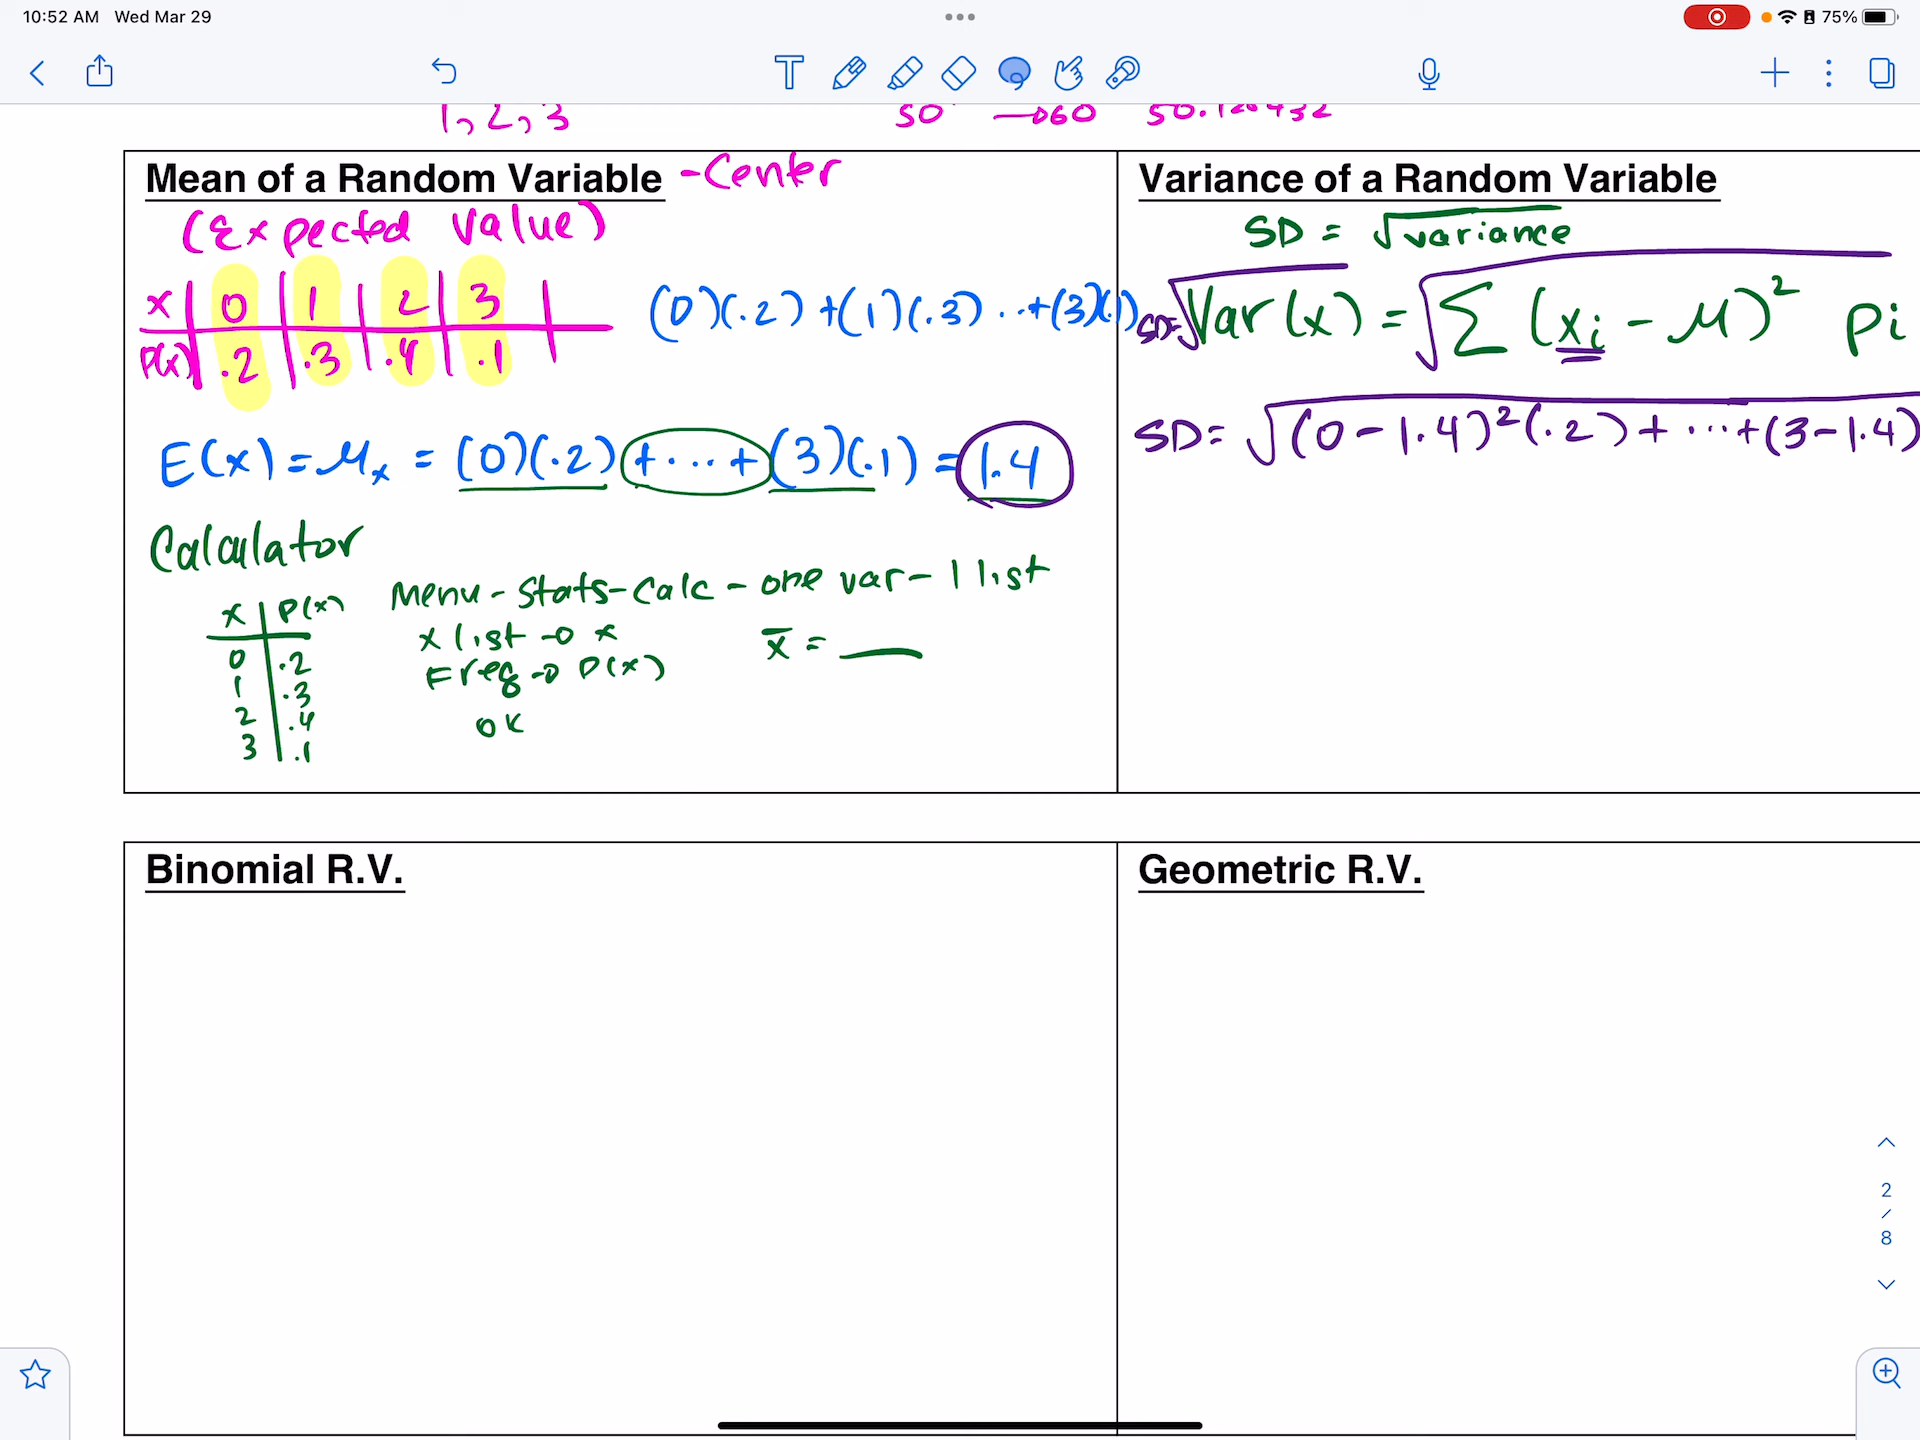 10:52 AM Wed Mar 29
75%
1, 2, 3
50 → 60
Mean of a Random Variable - Center
(Expected Value)
x 0 1 2 3
P(x) .2 .3 .4 .1
(0)(.2) + (1)(.3) ... + (3)(.1)
E(x) = μx = (0)(.2) + ... + (3)(.1) = 1.4
Calculator
x P(x)
0 .2
1 .3
2 .4
3 .1
Menu - Stats - Calc - one var - 1 list
x list → x
Freq → P(x)
OK
x̄ = ___
Variance of a Random Variable
SD = √variance
SD = √Var(x) = √Σ (xi - μ)² pi
SD = √(0 - 1.4)²(.2) + ... + (3 - 1.4)
Binomial R.V.
Geometric R.V.
2
/
8